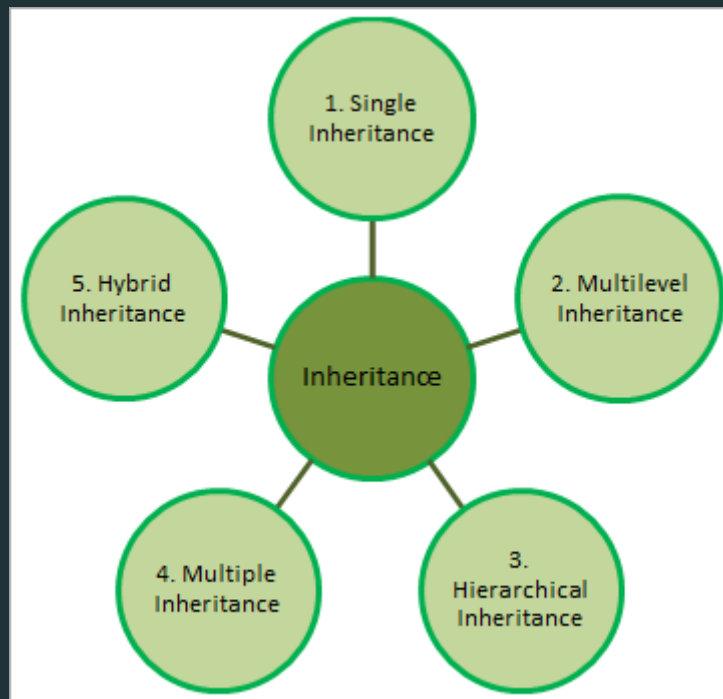 1. Single
Inheritance
2. Multilevel
Inheritance
3.
Hierarchical
Inheritance
4. Multiple
Inheritance
5. Hybrid
Inheritance
Inheritance